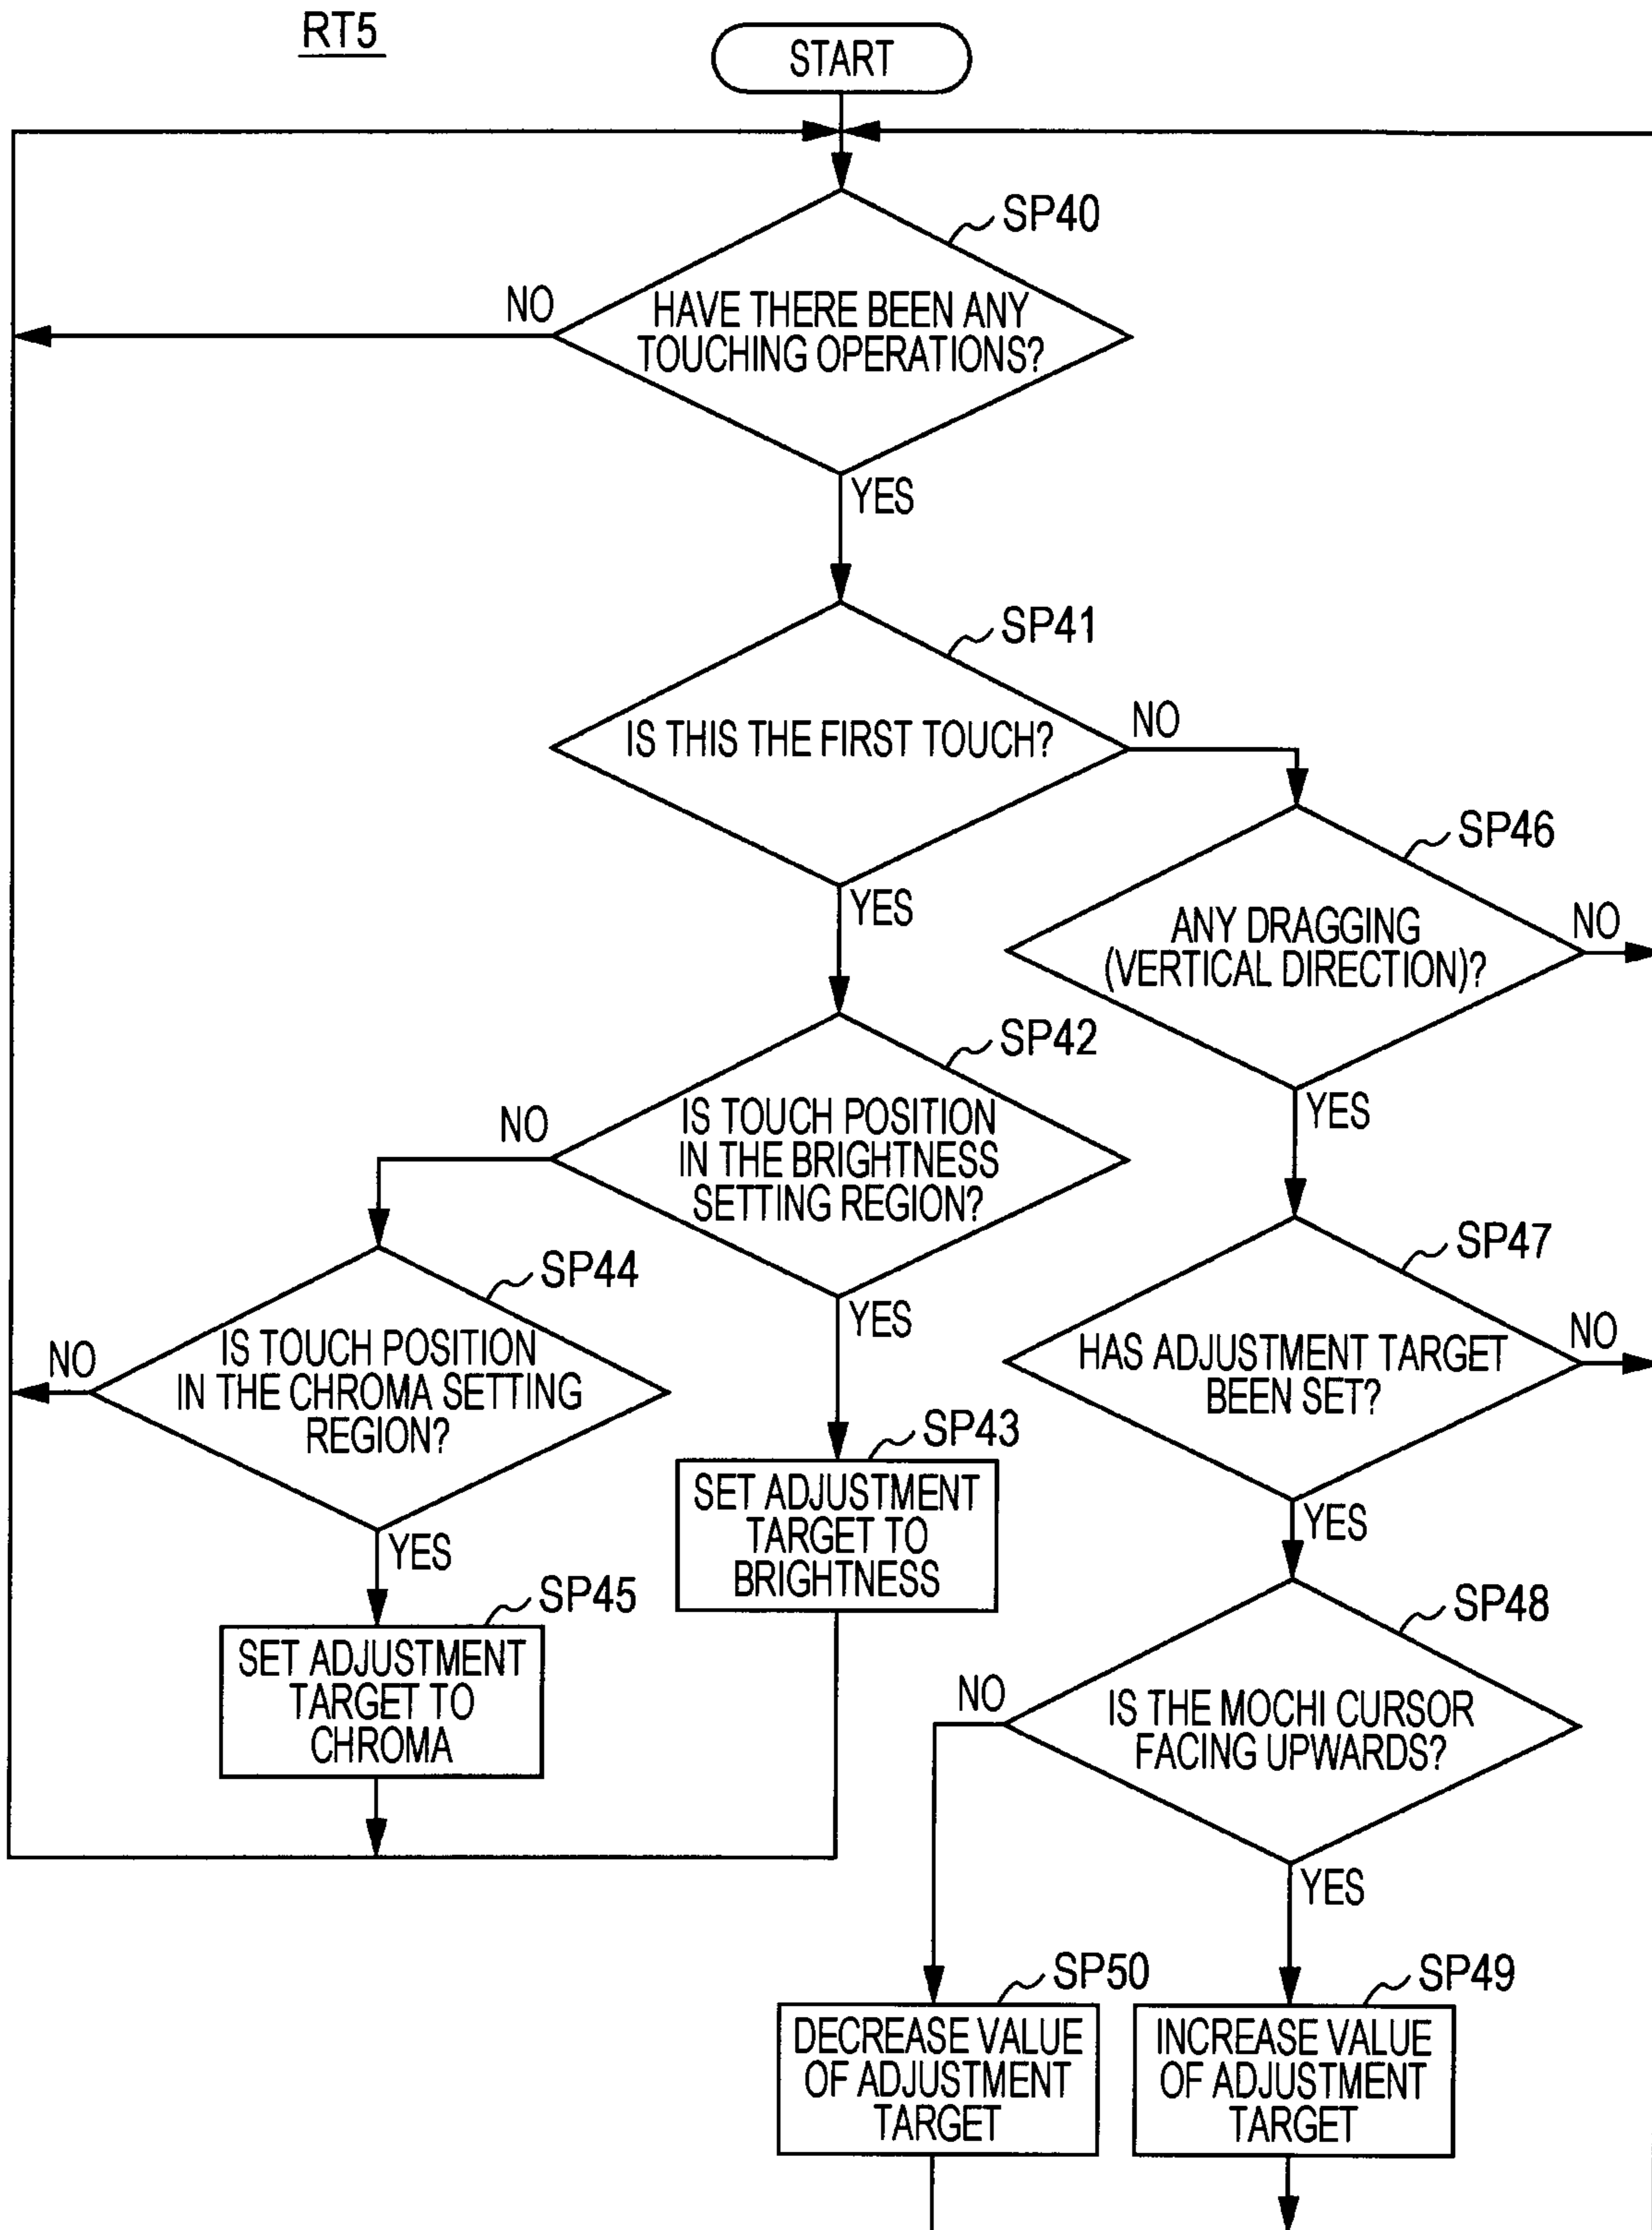 RT5
START
SP40
NO
HAVE THERE BEEN ANY
TOUCHING OPERATIONS?
YES
SP41
IS THIS THE FIRST TOUCH?
NO
YES
SP46
ANY DRAGGING
(VERTICAL DIRECTION)?
NO
YES
SP42
NO
IS TOUCH POSITION
IN THE BRIGHTNESS
SETTING REGION?
YES
SP44
NO
IS TOUCH POSITION
IN THE CHROMA SETTING
REGION?
YES
SP47
HAS ADJUSTMENT TARGET
BEEN SET?
NO
YES
SP43
SET ADJUSTMENT
TARGET TO
BRIGHTNESS
SP45
SET ADJUSTMENT
TARGET TO
CHROMA
SP48
NO
IS THE MOCHI CURSOR
FACING UPWARDS?
YES
SP50
DECREASE VALUE
OF ADJUSTMENT
TARGET
SP49
INCREASE VALUE
OF ADJUSTMENT
TARGET